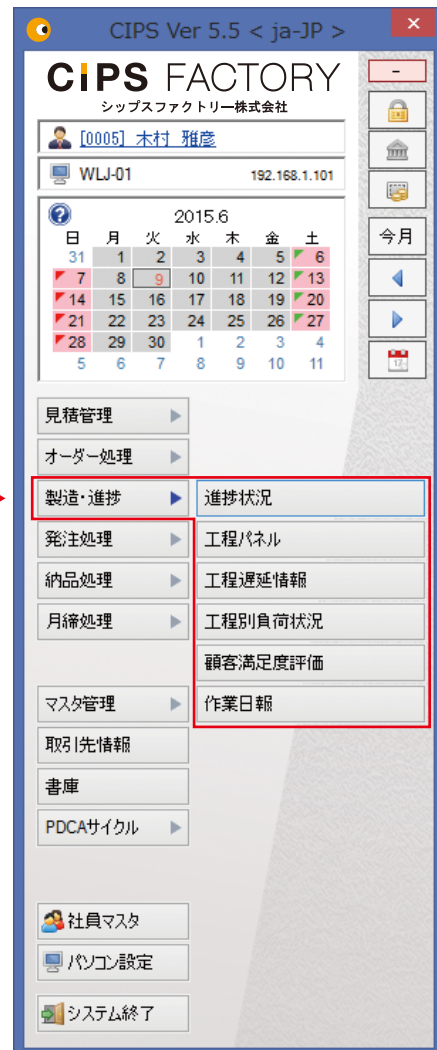 CIPS Ver 5.5 < ja-JP > ×
CIPS FACTORY
シップスファクトリー株式会社
[0005] 木村 雅彦
WLJ-01 192.168.1.101
? 2015.6
日 月 火 水 木 金 土
31 1 2 3 4 5 6
7 8 9 10 11 12 13
14 15 16 17 18 19 20
21 22 23 24 25 26 27
28 29 30 1 2 3 4
5 6 7 8 9 10 11
-
今月
12
見積管理
オーダー処理
製造・進捗 進捗状況
発注処理 工程パネル
納品処理 工程遅延情報
月締処理 工程別負荷状況
顧客満足度評価
マスタ管理 作業日報
取引先情報
書庫
PDCAサイクル
社員マスタ
パソコン設定
システム終了